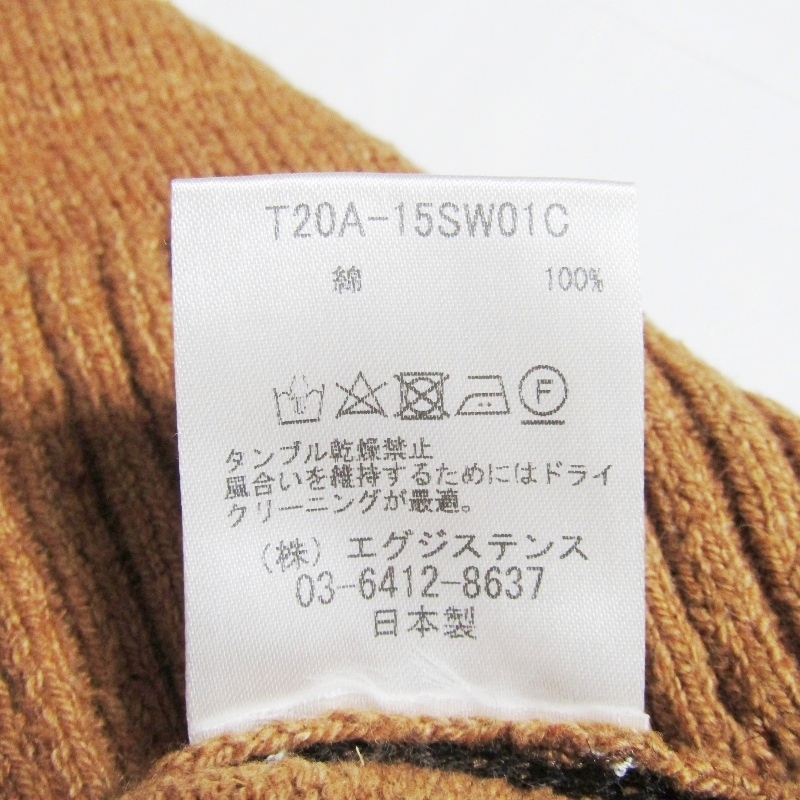 T20A-15SW01C
綿 100%
F
タンブル乾燥禁止
風合いを維持するためにはドライ
クリーニングが最適。
（株）エグジステンス
03-6412-8637
日本製